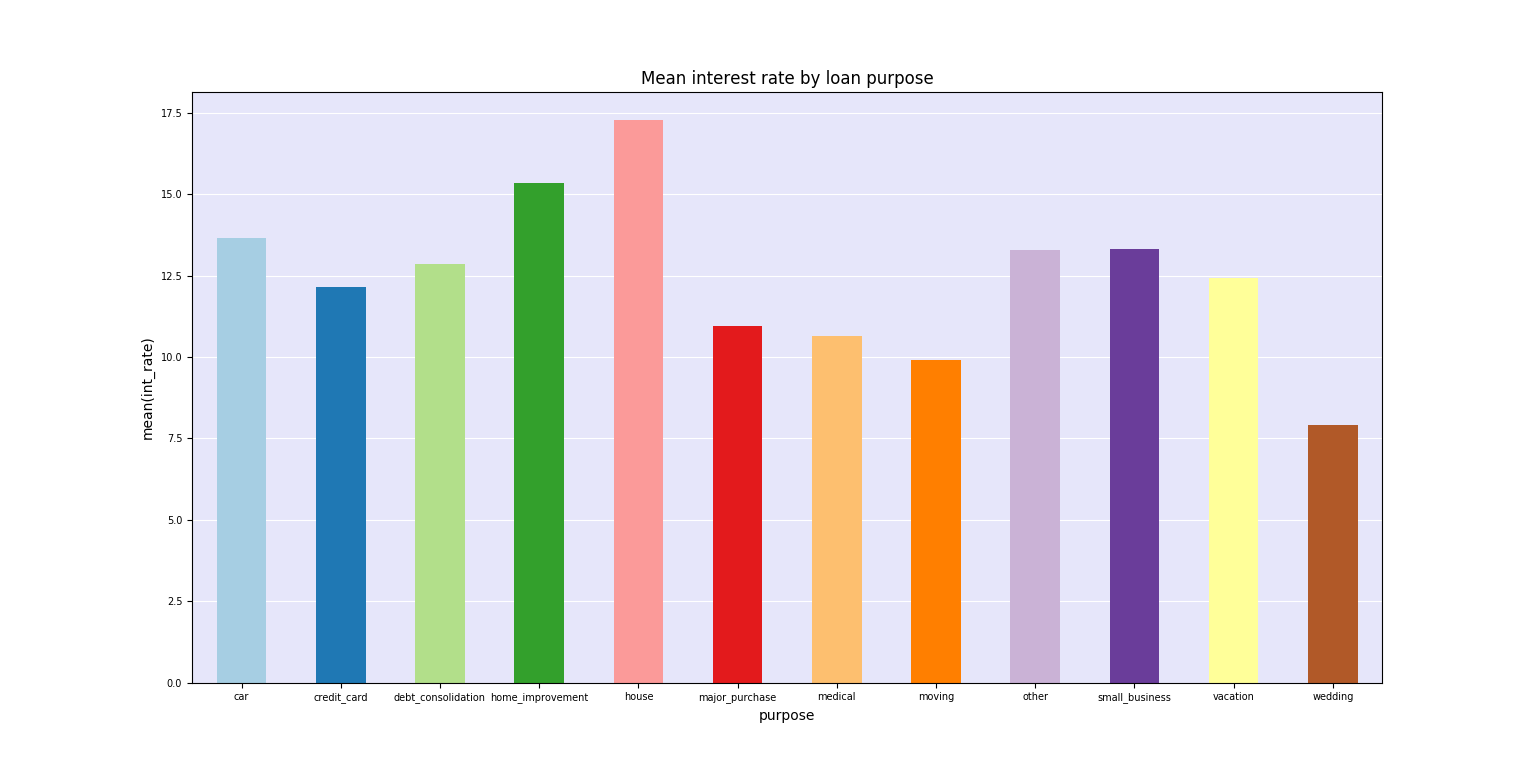 Mean interest rate by loan purpose
17.5
15.0
12.5
10.0
7.5
5.0
2.5
0.0
mean(int_rate)
car credit_card debt_consolidation home_improvement house major_purchase medical moving other small_business vacation wedding
purpose